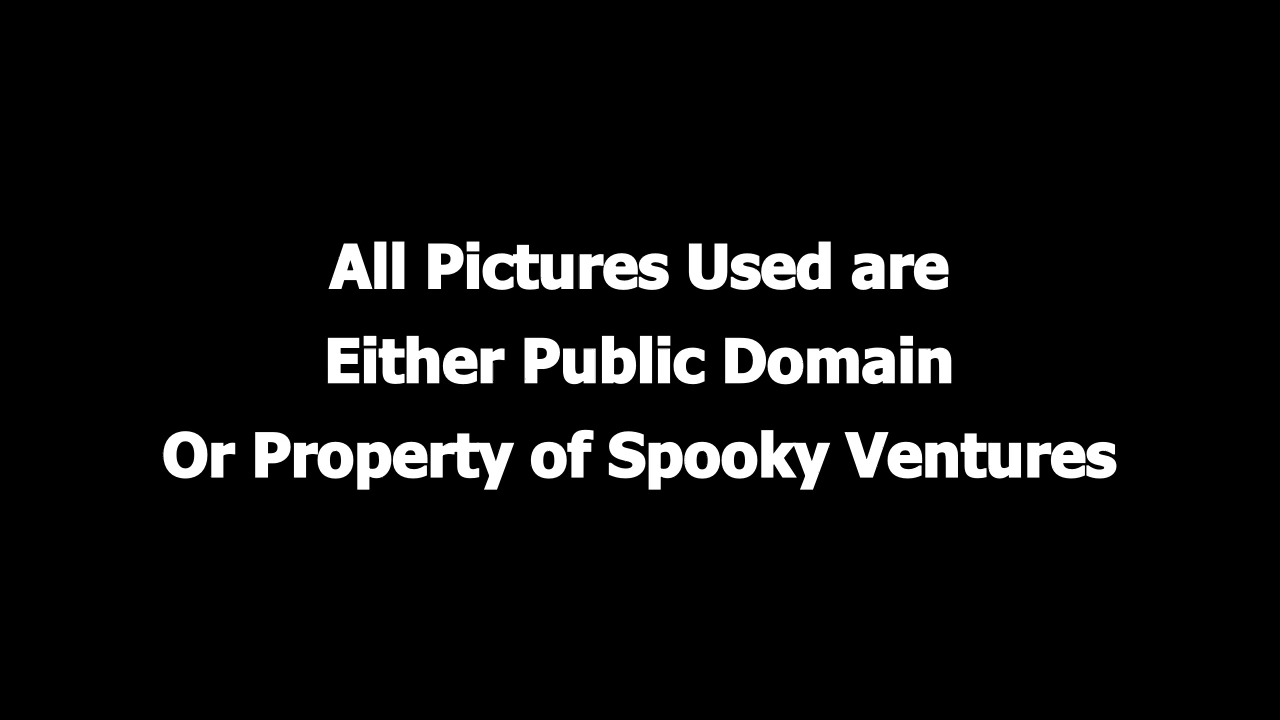 All Pictures Used are
Either Public Domain
Or Property of Spooky Ventures